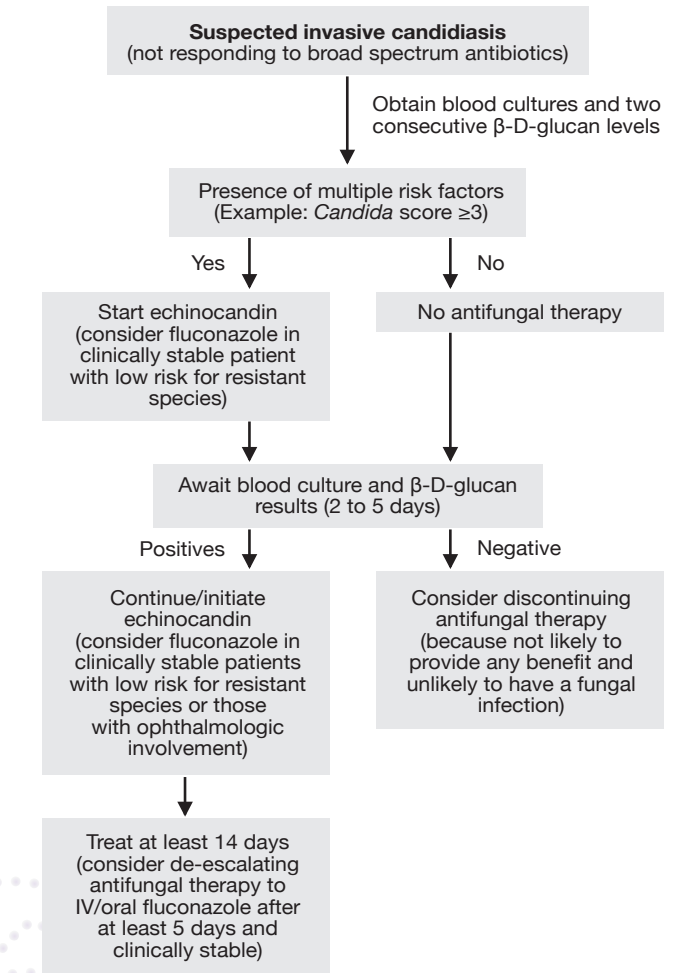 Suspected invasive candidiasis
(not responding to broad spectrum antibiotics)
Obtain blood cultures and two
consecutive β-D-glucan levels
Presence of multiple risk factors
(Example: Candida score ≥3)
Yes
No
Start echinocandin
(consider fluconazole in
clinically stable patient
with low risk for resistant
species)
No antifungal therapy
Await blood culture and β-D-glucan
results (2 to 5 days)
Positives
Negative
Continue/initiate
echinocandin
(consider fluconazole in
clinically stable patients
with low risk for resistant
species or those
with ophthalmologic
involvement)
Consider discontinuing
antifungal therapy
(because not likely to
provide any benefit and
unlikely to have a fungal
infection)
Treat at least 14 days
(consider de-escalating
antifungal therapy to
IV/oral fluconazole after
at least 5 days and
clinically stable)